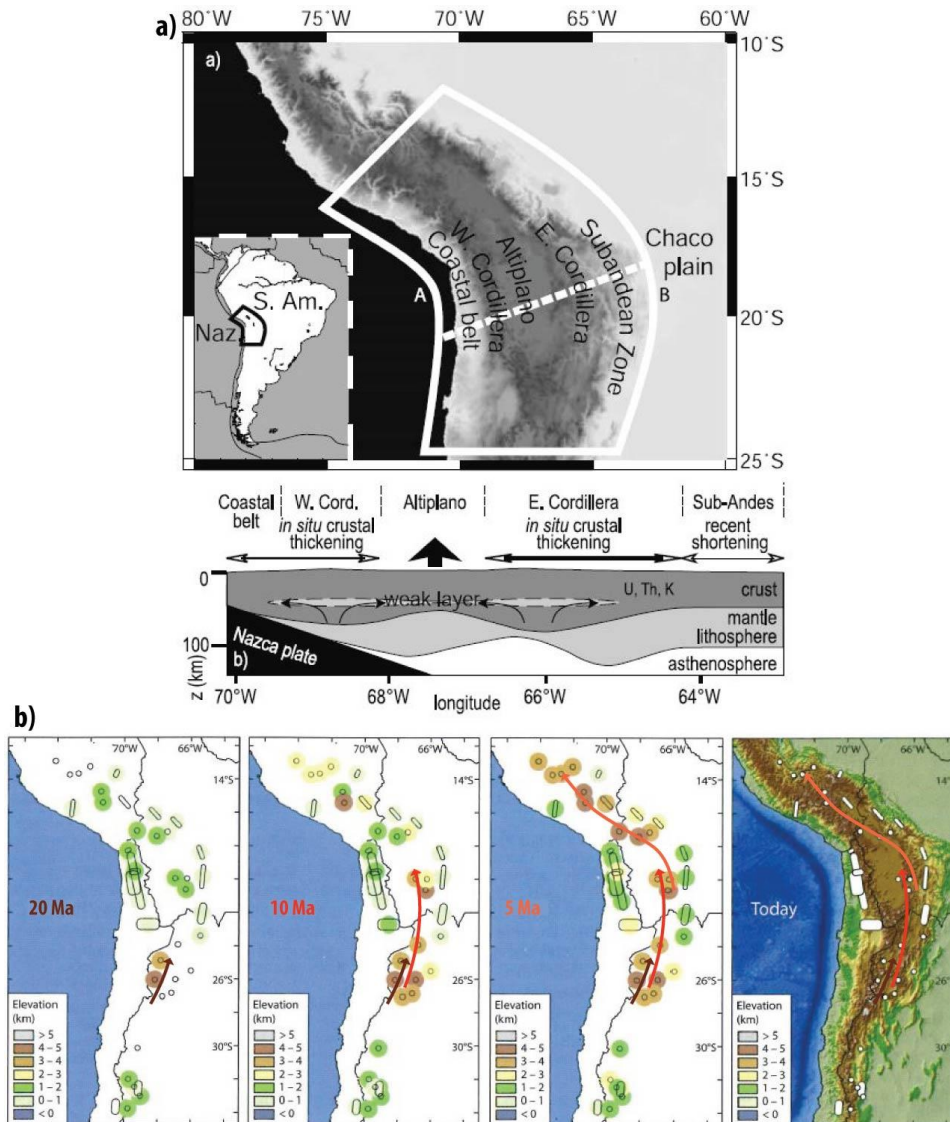 80°W 75°W 70°W 65°W 60°W
a)
10°S
a)
15°S
20°S
25°S
Coastal belt
W. Cordillera
Altiplano
E. Cordillera
Subandean Zone
Chaco
plain
A
B
S. Am.
Naz.
80°W 75°W 70°W 65°W 60°W
Coastal
belt
W. Cord.
in situ crustal
thickening
Altiplano
E. Cordillera
in situ crustal
thickening
Sub-Andes
recent
shortening
0
100
z (km)
weak layer
U, Th, K
crust
mantle
lithosphere
asthenosphere
Nazca plate
b)
70°W 68°W 66°W 64°W
longitude
b)
70°W 66°W
14°S
20 Ma
26°S
30°S
Elevation
(km)
> 5
4 – 5
3 – 4
2 – 3
1 – 2
0 – 1
< 0
70°W 66°W
14°S
10 Ma
26°S
30°S
Elevation
(km)
> 5
4 – 5
3 – 4
2 – 3
1 – 2
0 – 1
< 0
70°W 66°W
14°S
5 Ma
26°S
30°S
Elevation
(km)
> 5
4 – 5
3 – 4
2 – 3
1 – 2
0 – 1
< 0
70°W 66°W
14°S
Today
26°S
30°S
Elevation
(km)
> 5
4 – 5
3 – 4
2 – 3
1 – 2
0 – 1
< 0